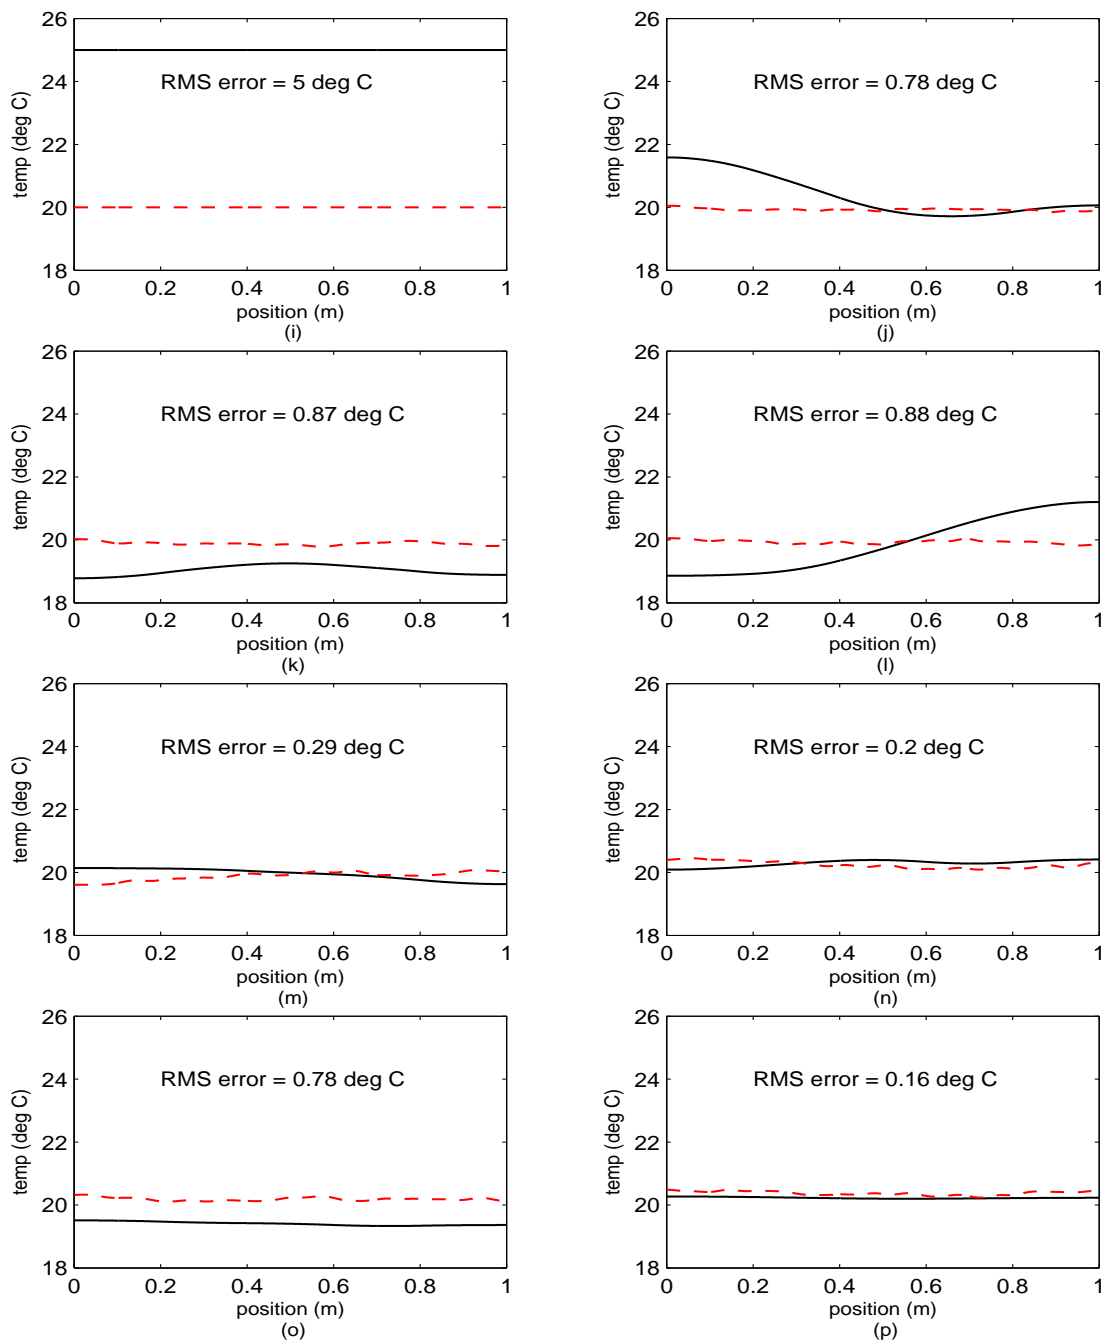 26
24
22
20
18
temp (deg C)
RMS error = 5 deg C
0 0.2 0.4 0.6 0.8 1
position (m)
(i)
26
24
22
20
18
temp (deg C)
RMS error = 0.78 deg C
0 0.2 0.4 0.6 0.8 1
position (m)
(j)
26
24
22
20
18
temp (deg C)
RMS error = 0.87 deg C
0 0.2 0.4 0.6 0.8 1
position (m)
(k)
26
24
22
20
18
temp (deg C)
RMS error = 0.88 deg C
0 0.2 0.4 0.6 0.8 1
position (m)
(l)
26
24
22
20
18
temp (deg C)
RMS error = 0.29 deg C
0 0.2 0.4 0.6 0.8 1
position (m)
(m)
26
24
22
20
18
temp (deg C)
RMS error = 0.2 deg C
0 0.2 0.4 0.6 0.8 1
position (m)
(n)
26
24
22
20
18
temp (deg C)
RMS error = 0.78 deg C
0 0.2 0.4 0.6 0.8 1
position (m)
(o)
26
24
22
20
18
temp (deg C)
RMS error = 0.16 deg C
0 0.2 0.4 0.6 0.8 1
position (m)
(p)